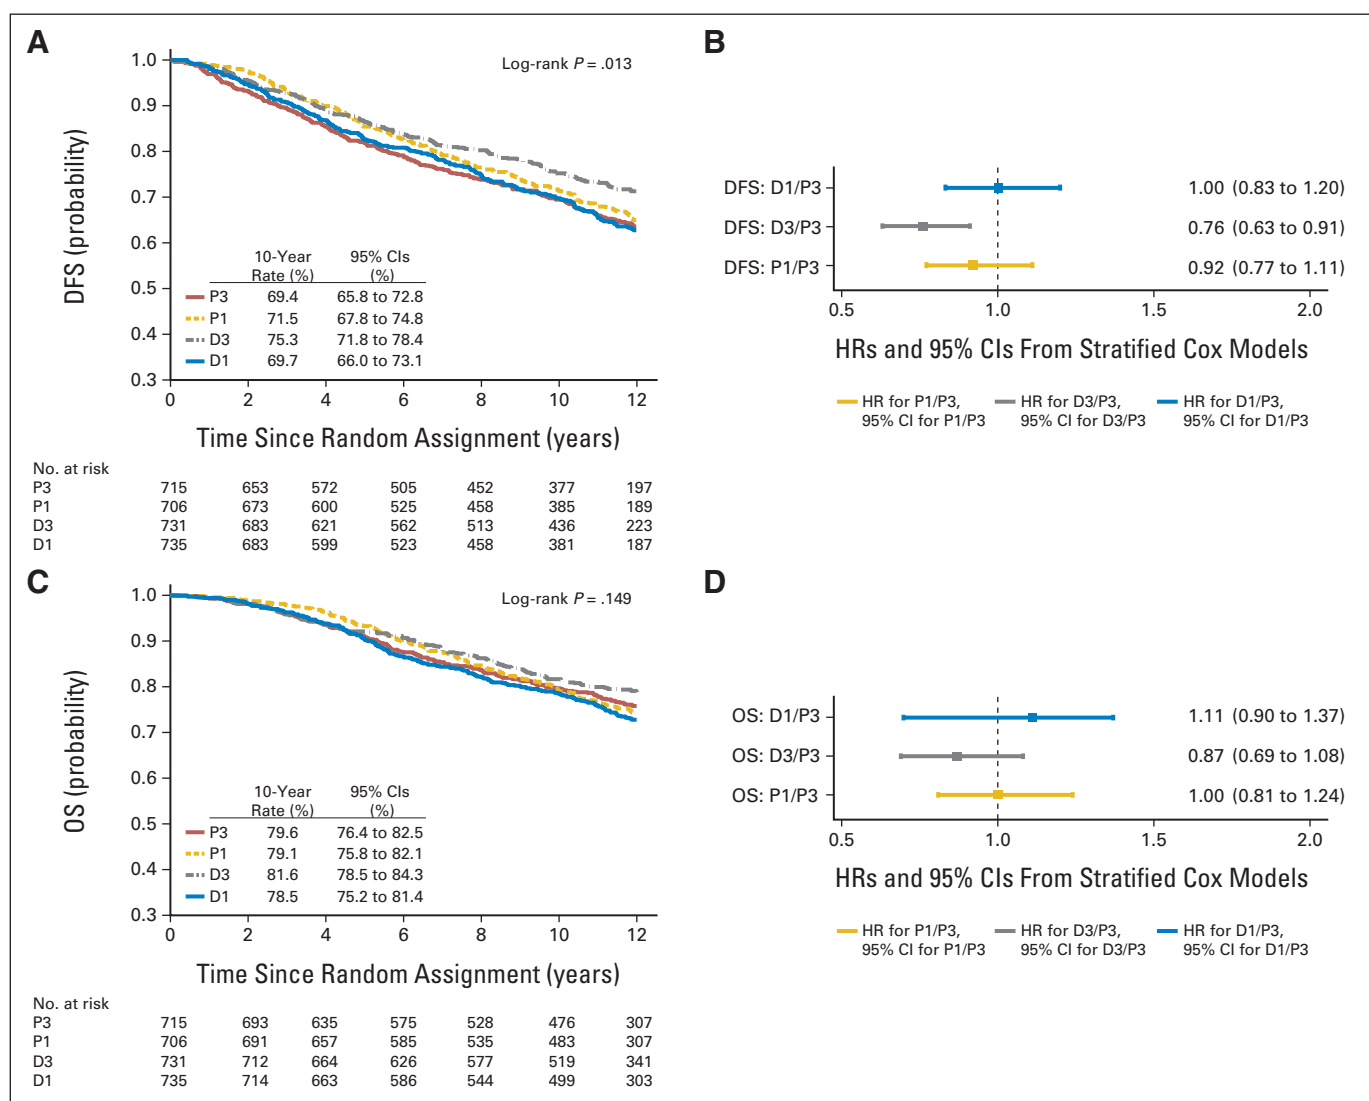 A
Log-rank P = .013
DFS (probability)
1.0
0.9
0.8
0.7
0.6
0.5
0.4
0.3
10-Year 95% CIs
Rate (%) (%)
P3 69.4 65.8 to 72.8
P1 71.5 67.8 to 74.8
D3 75.3 71.8 to 78.4
D1 69.7 66.0 to 73.1
0 2 4 6 8 10 12
Time Since Random Assignment (years)
No. at risk
P3 715 653 572 505 452 377 197
P1 706 673 600 525 458 385 189
D3 731 683 621 562 513 436 223
D1 735 683 599 523 458 381 187
B
DFS: D1/P3 1.00 (0.83 to 1.20)
DFS: D3/P3 0.76 (0.63 to 0.91)
DFS: P1/P3 0.92 (0.77 to 1.11)
0.5 1.0 1.5 2.0
HRs and 95% CIs From Stratified Cox Models
HR for P1/P3, HR for D3/P3, HR for D1/P3
95% CI for P1/P3 95% CI for D3/P3 95% CI for D1/P3
C
Log-rank P = .149
OS (probability)
1.0
0.9
0.8
0.7
0.6
0.5
0.4
0.3
10-Year 95% CIs
Rate (%) (%)
P3 79.6 76.4 to 82.5
P1 79.1 75.8 to 82.1
D3 81.6 78.5 to 84.3
D1 78.5 75.2 to 81.4
0 2 4 6 8 10 12
Time Since Random Assignment (years)
No. at risk
P3 715 693 635 575 528 476 307
P1 706 691 657 585 535 483 307
D3 731 712 664 626 577 519 341
D1 735 714 663 586 544 499 303
D
OS: D1/P3 1.11 (0.90 to 1.37)
OS: D3/P3 0.87 (0.69 to 1.08)
OS: P1/P3 1.00 (0.81 to 1.24)
0.5 1.0 1.5 2.0
HRs and 95% CIs From Stratified Cox Models
HR for P1/P3, HR for D3/P3, HR for D1/P3
95% CI for P1/P3 95% CI for D3/P3 95% CI for D1/P3